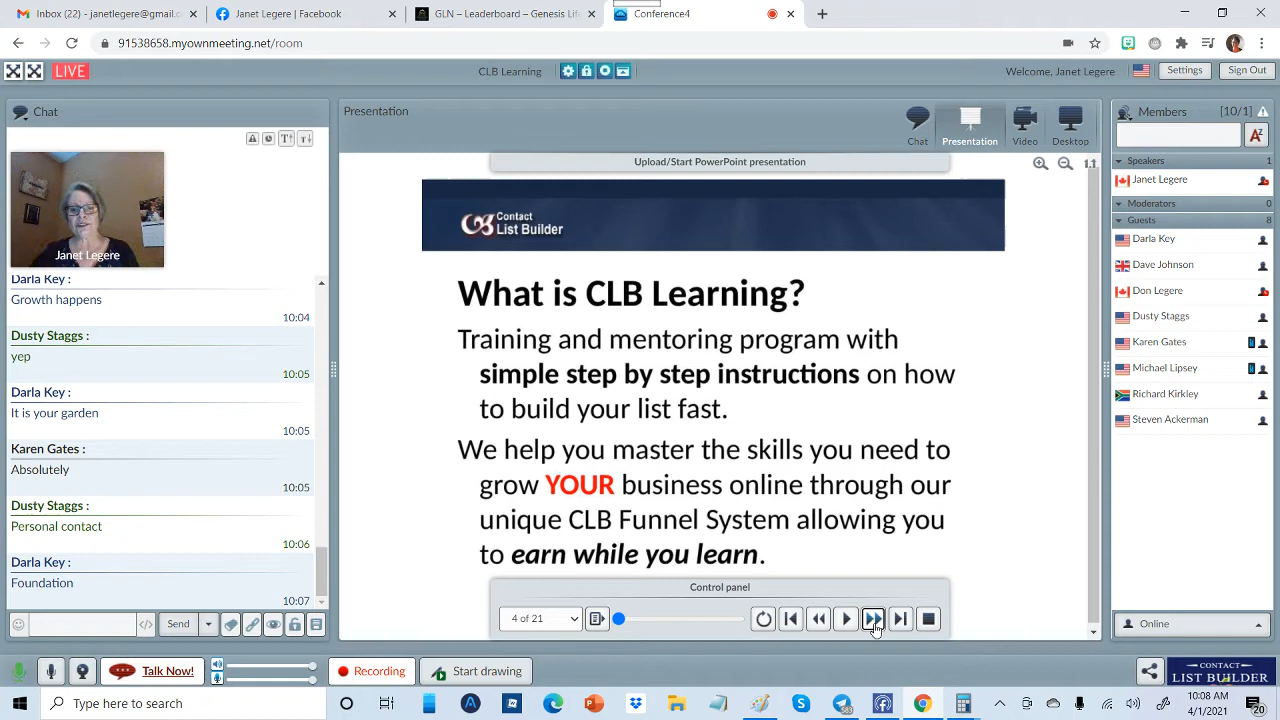 Inbox (22) - janetlegere@gmail.c
Janet Legere | Facebook
GLN – Leaderboard – Genesis Life
Conference4
91538658.myownmeeting.net/room
LIVE
CLB Learning
Welcome, Janet Legere
Settings
Sign Out
Chat
Janet Legere
Darla Key :
Growth happens
10:04
Dusty Staggs :
yep
10:05
Darla Key :
It is your garden
10:05
Karen Gates :
Absolutely
10:05
Dusty Staggs :
Personal contact
10:06
Darla Key :
Foundation
10:07
Send
Presentation
Chat
Presentation
Video
Desktop
Upload/Start PowerPoint presentation
1:1
Contact
List Builder
What is CLB Learning?
Training and mentoring program with
simple step by step instructions on how
to build your list fast.
We help you master the skills you need to
grow YOUR business online through our
unique CLB Funnel System allowing you
to earn while you learn.
Control panel
4 of 21
Members
[10/1]
Speakers
1
Janet Legere
Moderators
0
Guests
8
Darla Key
Dave Johnson
Don Legere
Dusty Staggs
Karen Gates
Michael Lipsey
Richard Kirkley
Steven Ackerman
Online
Talk Now!
Recording
Start drawing
CONTACT
LIST BUILDER
Type here to search
10:08 AM
4/1/2021